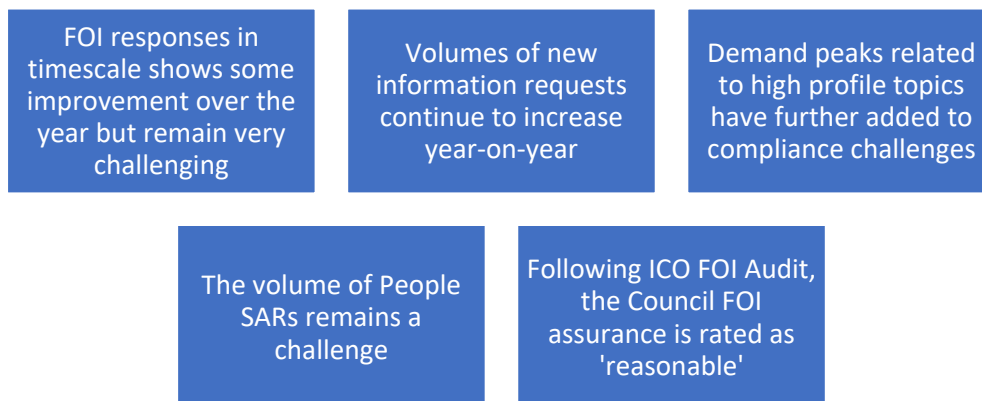 FOI responses in
timescale shows some
improvement over the
year but remain very
challenging
Volumes of new
information requests
continue to increase
year-on-year
Demand peaks related
to high profile topics
have further added to
compliance challenges
The volume of People
SARs remains a
challenge
Following ICO FOI Audit,
the Council FOI
assurance is rated as
'reasonable'